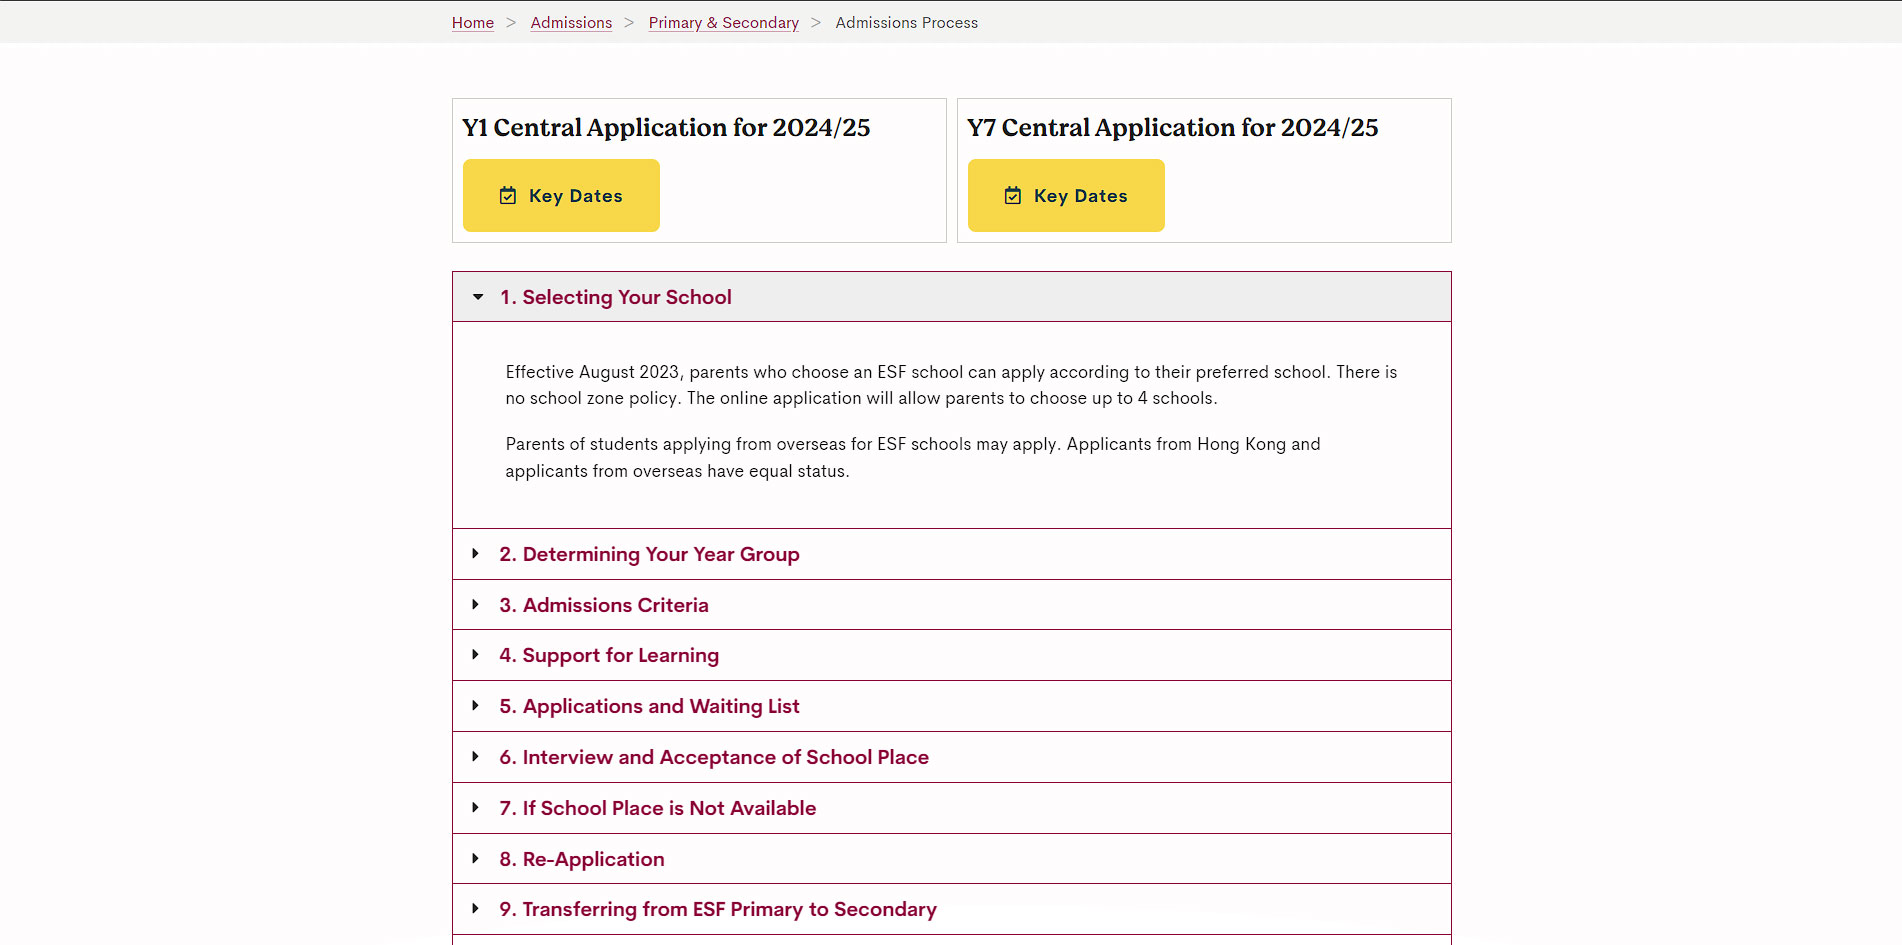 Home > Admissions > Primary & Secondary > Admissions Process
Y1 Central Application for 2024/25
Key Dates
Y7 Central Application for 2024/25
Key Dates
1. Selecting Your School
Effective August 2023, parents who choose an ESF school can apply according to their preferred school. There is
no school zone policy. The online application will allow parents to choose up to 4 schools.
Parents of students applying from overseas for ESF schools may apply. Applicants from Hong Kong and
applicants from overseas have equal status.
2. Determining Your Year Group
3. Admissions Criteria
4. Support for Learning
5. Applications and Waiting List
6. Interview and Acceptance of School Place
7. If School Place is Not Available
8. Re-Application
9. Transferring from ESF Primary to Secondary